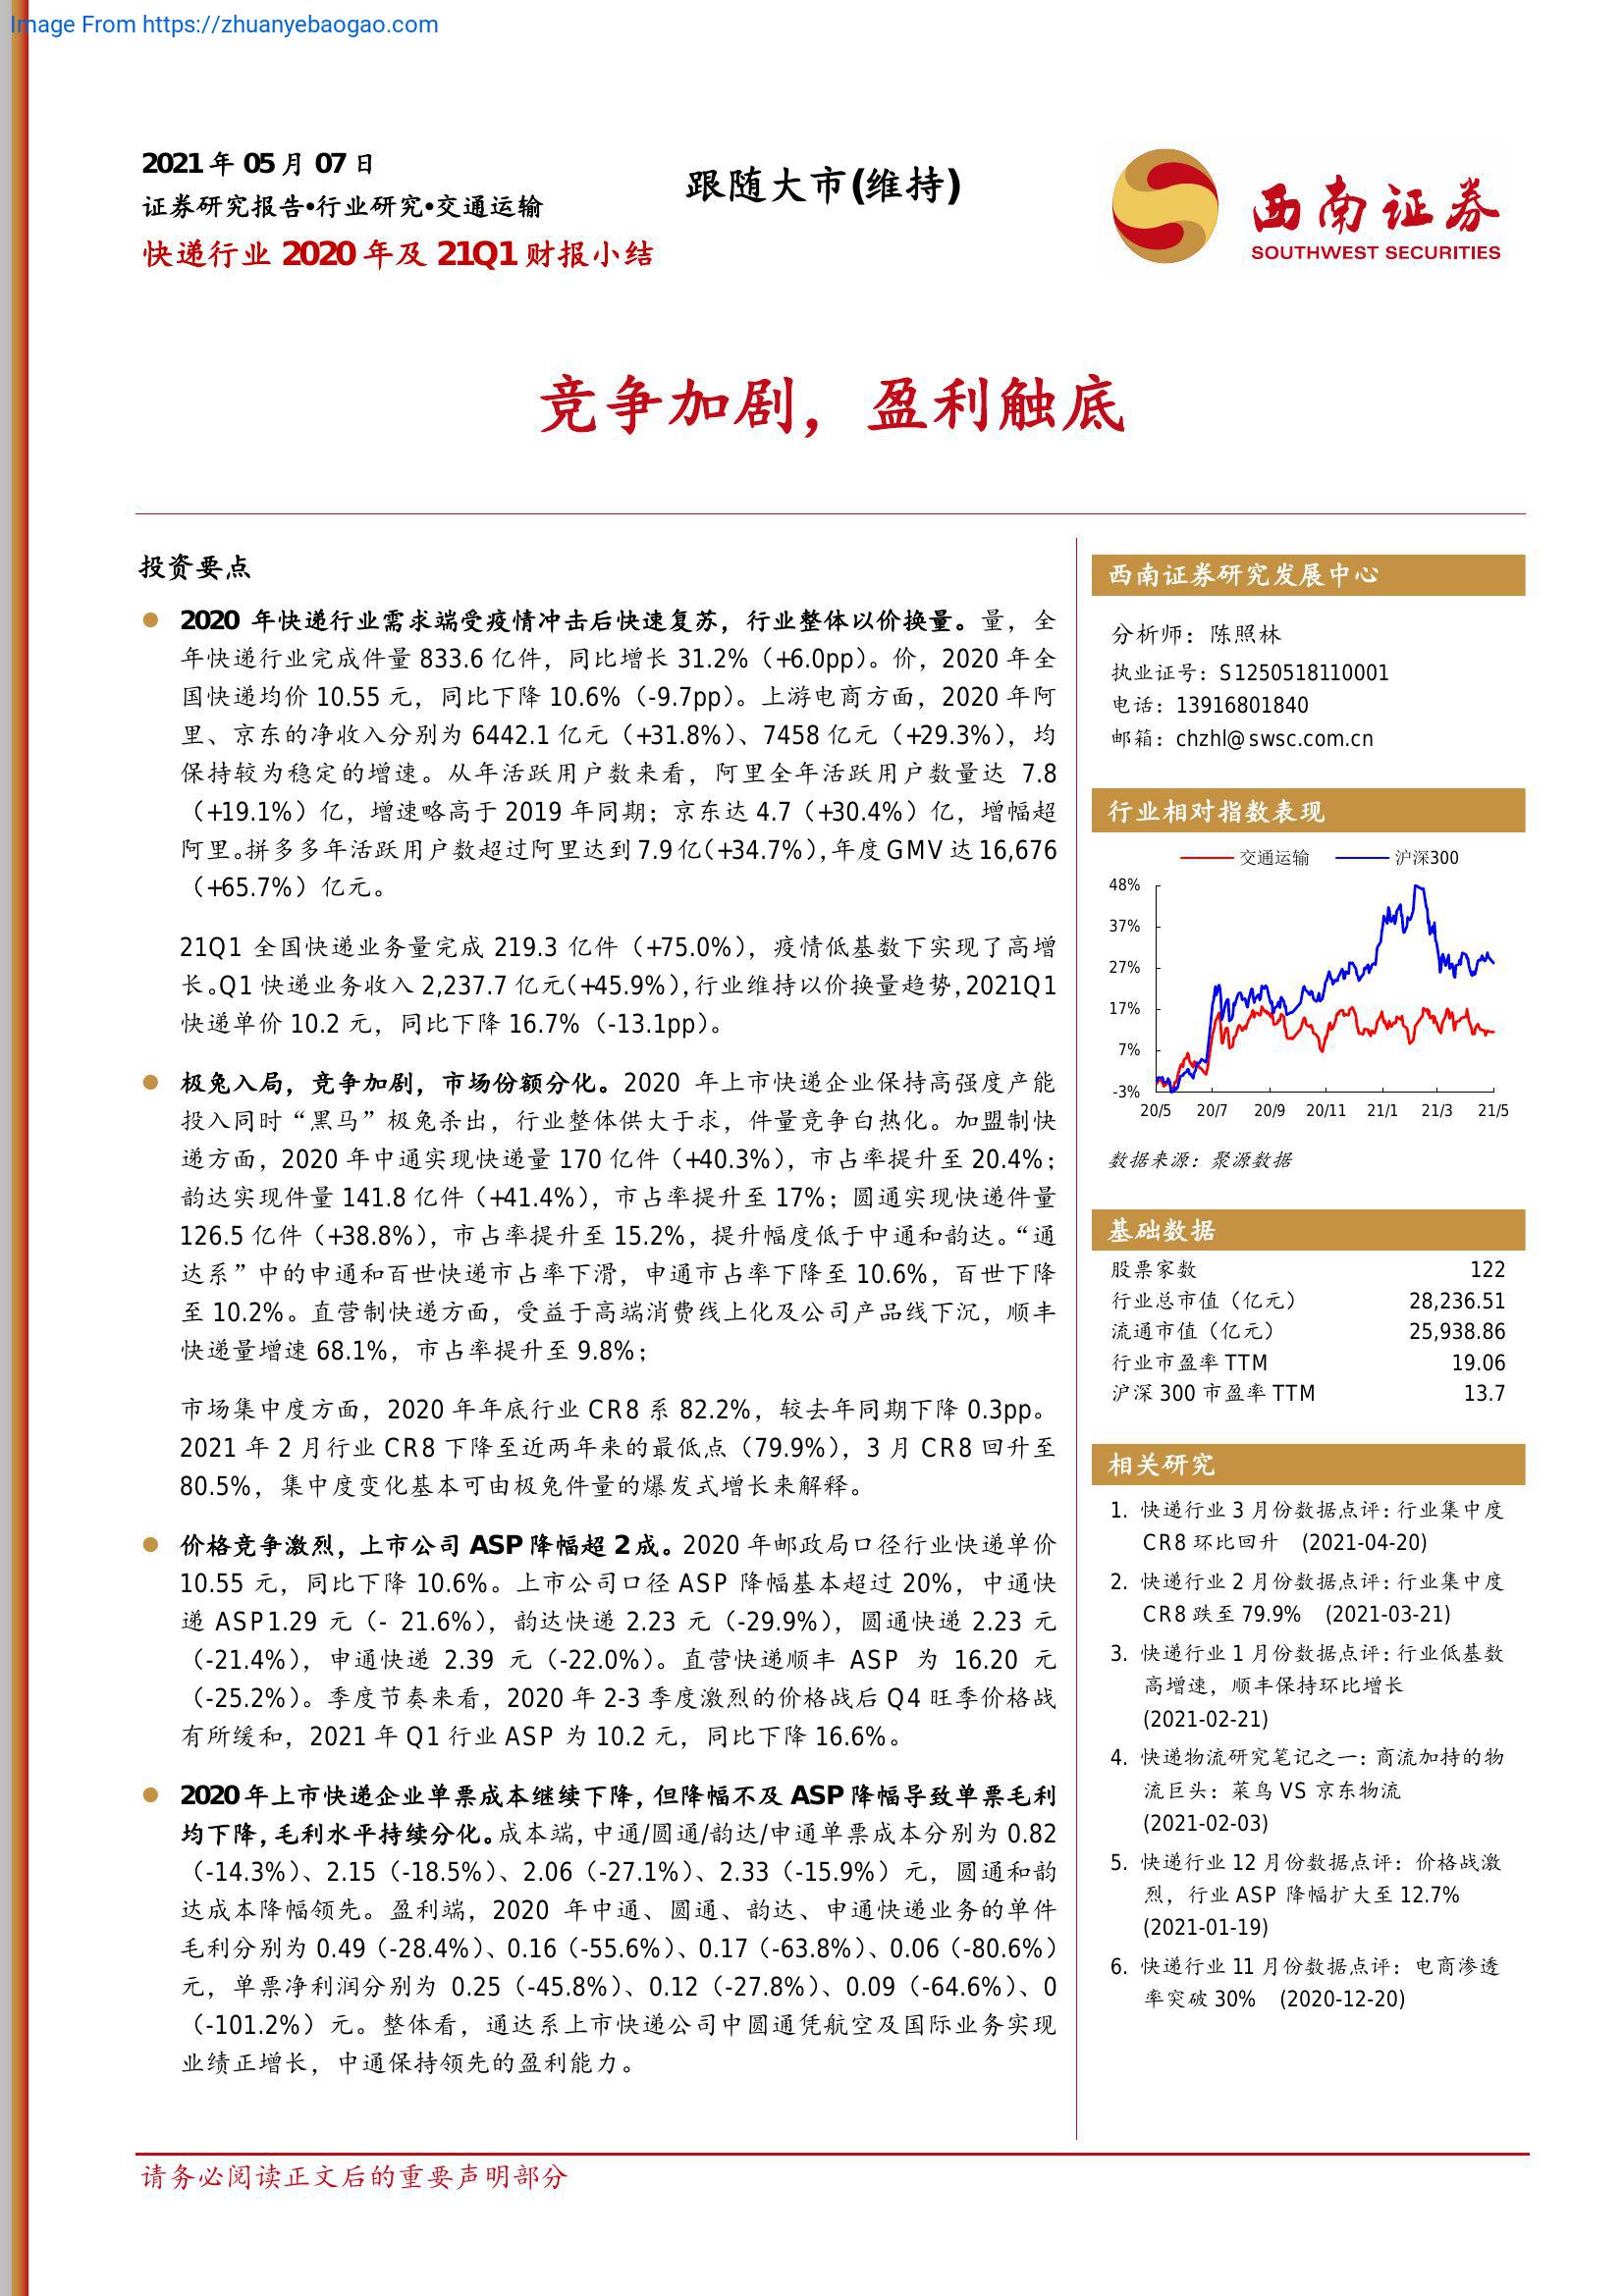 Image From https://zhuanyebaogao.com
2021 年 05 月 07 日
证券研究报告•行业研究•交通运输
快递行业 2020 年及 21Q1 财报小结
跟随大市(维持)
西南证券
SOUTHWEST SECURITIES
竞争加剧，盈利触底
投资要点
2020 年快递行业需求端受疫情冲击后快速复苏，行业整体以价换量。量，全
年快递行业完成件量 833.6 亿件，同比增长 31.2%（+6.0pp）。价，2020 年全
国快递均价 10.55 元，同比下降 10.6%（-9.7pp）。上游电商方面，2020 年阿
里、京东的净收入分别为 6442.1 亿元（+31.8%）、7458 亿元（+29.3%），均
保持较为稳定的增速。从年活跃用户数来看，阿里全年活跃用户数量达 7.8
（+19.1%）亿，增速略高于 2019 年同期；京东达 4.7（+30.4%）亿，增幅超
阿里。拼多多年活跃用户数超过阿里达到 7.9 亿（+34.7%），年度 GMV 达 16,676
（+65.7%）亿元。
21Q1 全国快递业务量完成 219.3 亿件（+75.0%），疫情低基数下实现了高增
长。Q1 快递业务收入 2,237.7 亿元（+45.9%），行业维持以价换量趋势，2021Q1
快递单价 10.2 元，同比下降 16.7%（-13.1pp）。
极兔入局，竞争加剧，市场份额分化。2020 年上市快递企业保持高强度产能
投入同时“黑马”极兔杀出，行业整体供大于求，件量竞争白热化。加盟制快
递方面，2020 年中通实现快递量 170 亿件（+40.3%），市占率提升至 20.4%；
韵达实现件量 141.8 亿件（+41.4%），市占率提升至 17%；圆通实现快递件量
126.5 亿件（+38.8%），市占率提升至 15.2%，提升幅度低于中通和韵达。“通
达系”中的申通和百世快递市占率下滑，申通市占率下降至 10.6%，百世下降
至 10.2%。直营制快递方面，受益于高端消费线上化及公司产品线下沉，顺丰
快递量增速 68.1%，市占率提升至 9.8%；
市场集中度方面，2020 年年底行业 CR8 系 82.2%，较去年同期下降 0.3pp。
2021 年 2 月行业 CR8 下降至近两年来的最低点（79.9%），3 月 CR8 回升至
80.5%，集中度变化基本可由极兔件量的爆发式增长来解释。
价格竞争激烈，上市公司 ASP 降幅超 2 成。2020 年邮政局口径行业快递单价
10.55 元，同比下降 10.6%。上市公司口径 ASP 降幅基本超过 20%，中通快
递 ASP1.29 元（- 21.6%），韵达快递 2.23 元（-29.9%），圆通快递 2.23 元
（-21.4%），申通快递 2.39 元（-22.0%）。直营快递顺丰 ASP 为 16.20 元
（-25.2%）。季度节奏来看，2020 年 2-3 季度激烈的价格战后 Q4 旺季价格战
有所缓和，2021 年 Q1 行业 ASP 为 10.2 元，同比下降 16.6%。
2020 年上市快递企业单票成本继续下降，但降幅不及 ASP 降幅导致单票毛利
均下降，毛利水平持续分化。成本端，中通/圆通/韵达/申通单票成本分别为 0.82
（-14.3%）、2.15（-18.5%）、2.06（-27.1%）、2.33（-15.9%）元，圆通和韵
达成本降幅领先。盈利端，2020 年中通、圆通、韵达、申通快递业务的单件
毛利分别为 0.49（-28.4%）、0.16（-55.6%）、0.17（-63.8%）、0.06（-80.6%）
元，单票净利润分别为 0.25（-45.8%）、0.12（-27.8%）、0.09（-64.6%）、0
（-101.2%）元。整体看，通达系上市快递公司中圆通凭航空及国际业务实现
业绩正增长，中通保持领先的盈利能力。
西南证券研究发展中心
分析师：陈照林
执业证号：S1250518110001
电话：13916801840
邮箱：chzhl@swsc.com.cn
行业相对指数表现
交通运输 沪深300
48%
37%
27%
17%
7%
-3%
20/5 20/7 20/9 20/11 21/1 21/3 21/5
数据来源：聚源数据
基础数据
股票家数 122
行业总市值（亿元） 28,236.51
流通市值（亿元） 25,938.86
行业市盈率 TTM 19.06
沪深 300 市盈率 TTM 13.7
相关研究
1. 快递行业 3 月份数据点评：行业集中度
CR8 环比回升 (2021-04-20)
2. 快递行业 2 月份数据点评：行业集中度
CR8 跌至 79.9% (2021-03-21)
3. 快递行业 1 月份数据点评：行业低基数
高增速，顺丰保持环比增长
(2021-02-21)
4. 快递物流研究笔记之一：商流加持的物
流巨头：菜鸟 VS 京东物流
(2021-02-03)
5. 快递行业 12 月份数据点评：价格战激
烈，行业 ASP 降幅扩大至 12.7%
(2021-01-19)
6. 快递行业 11 月份数据点评：电商渗透
率突破 30% (2020-12-20)
请务必阅读正文后的重要声明部分